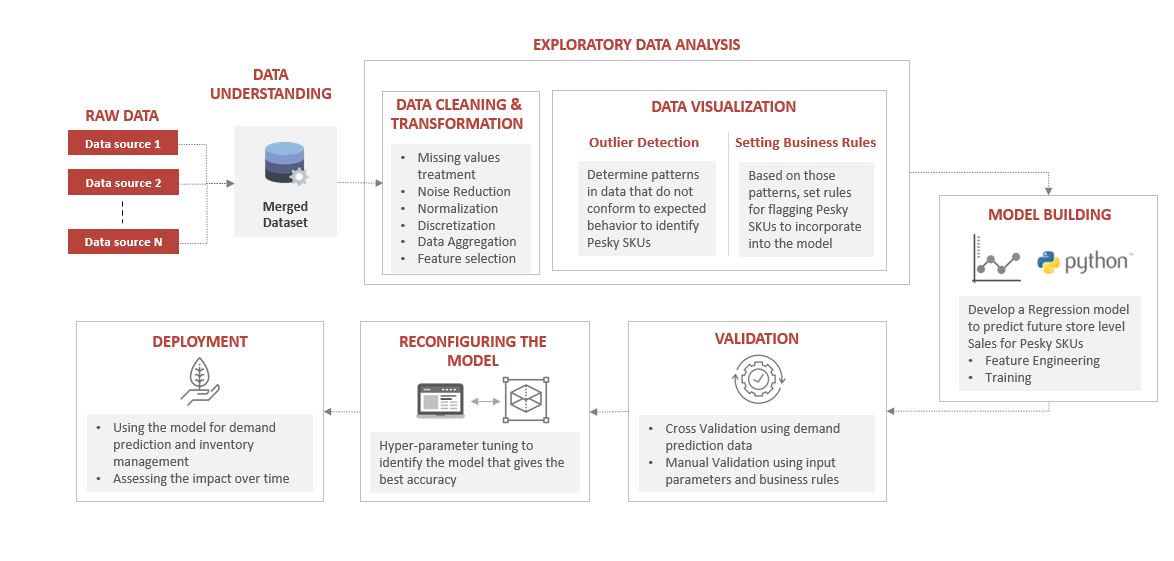 EXPLORATORY DATA ANALYSIS
DATA
UNDERSTANDING
RAW DATA
Data source 1
Data source 2
Data source N
Merged
Dataset
DATA CLEANING &
TRANSFORMATION
• Missing values
treatment
• Noise Reduction
• Normalization
• Discretization
• Data Aggregation
• Feature selection
DATA VISUALIZATION
Outlier Detection
Determine patterns
in data that do not
conform to expected
behavior to identify
Pesky SKUs
Setting Business Rules
Based on those
patterns, set rules
for flagging Pesky
SKUs to incorporate
into the model
MODEL BUILDING
python™
Develop a Regression model
to predict future store level
Sales for Pesky SKUs
• Feature Engineering
• Training
VALIDATION
• Cross Validation using demand
prediction data
• Manual Validation using input
parameters and business rules
RECONFIGURING THE
MODEL
Hyper-parameter tuning to
identify the model that gives the
best accuracy
DEPLOYMENT
• Using the model for demand
prediction and inventory
management
• Assessing the impact over time